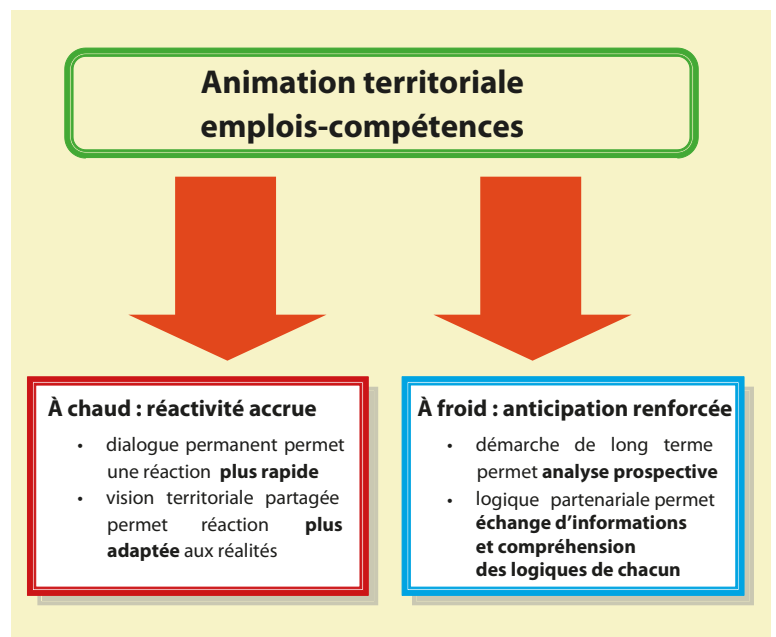 Animation territoriale
emplois-compétences
À chaud : réactivité accrue
• dialogue permanent permet
une réaction plus rapide
• vision territoriale partagée
permet réaction plus
adaptée aux réalités
À froid : anticipation renforcée
• démarche de long terme
permet analyse prospective
• logique partenariale permet
échange d’informations
et compréhension
des logiques de chacun